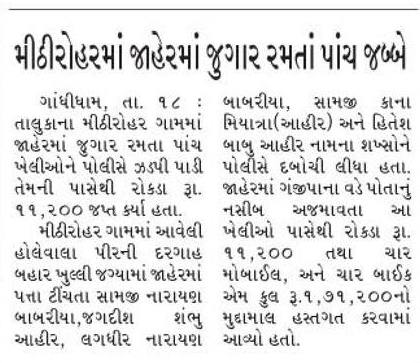 મીઠીરોહરમાં જાહેરમાં જુગાર રમતાં પાંચ જબ્બે
ગાંધીધામ, તા. ૧૮ :
તાલુકાના મીઠીરોહર ગામમાં
જાહેરમાં જુગાર રમતા પાંચ
ખેલીઓને પોલીસે ઝડપી પાડી
તેમની પાસેથી રોકડા રૂા.
૧૧,૨૦૦ જપ્ત કર્યા હતા.
મીઠીરોહર ગામમાં આવેલી
હોલેવાલા પીરની દરગાહ
બહાર ખુલ્લી જગ્યામાં જાહેરમાં
પત્તા ટીંચતા સામજી નારાયણ
બાબરીયા,જગદીશ શંભુ
આહીર, લગધીર નારાયણ
બાબરીયા, સામજી કાના
મિયાત્રા(આહીર) અને હિતેશ
બાબુ આહીર નામના શખ્સોને
પોલીસે દબોચી લીધા હતા.
જાહેરમાં ગંજીપાના વડે પોતાનું
નસીબ અજમાવતા આ
ખેલીઓ પાસેથી રોકડા રૂા.
૧૧,૨૦૦ તથા ચાર
મોબાઈલ, અને ચાર બાઈક
એમ કુલ રૂ.૧,૭૧,૨૦૦નો
મુદ્દામાલ હસ્તગત કરવામાં
આવ્યો હતો.